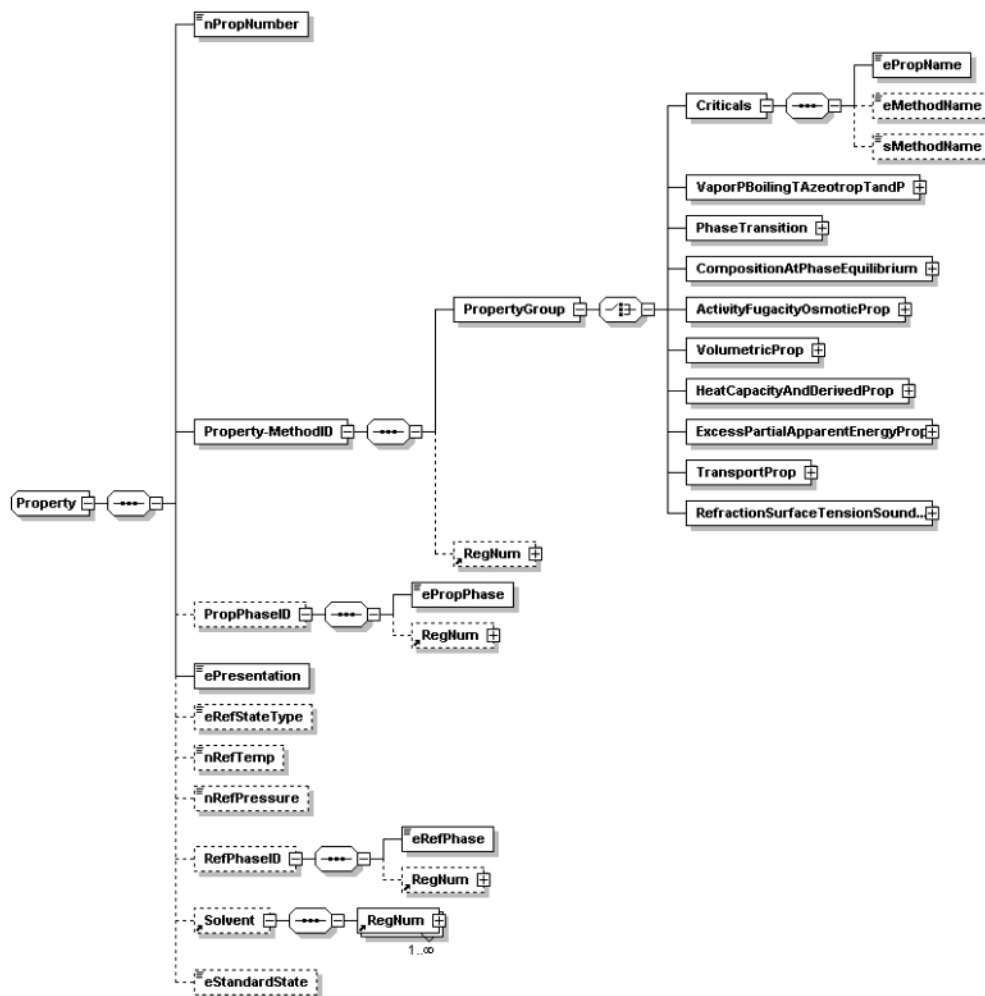 nPropNumber
ePropName
Criticals
eMethodName
sMethodName
VaporPBoilingTAzeotropTandP
PhaseTransition
CompositionAtPhaseEquilibrium
PropertyGroup
ActivityFugacityOsmoticProp
VolumetricProp
HeatCapacityAndDerivedProp
Property-MethodID
ExcessPartialApparentEnergyProp
TransportProp
Property
RefractionSurfaceTensionSound...
RegNum
PropPhaseID
ePropPhase
RegNum
ePresentation
eRefStateType
nRefTemp
nRefPressure
RefPhaseID
eRefPhase
RegNum
Solvent
RegNum
1..∞
eStandardState